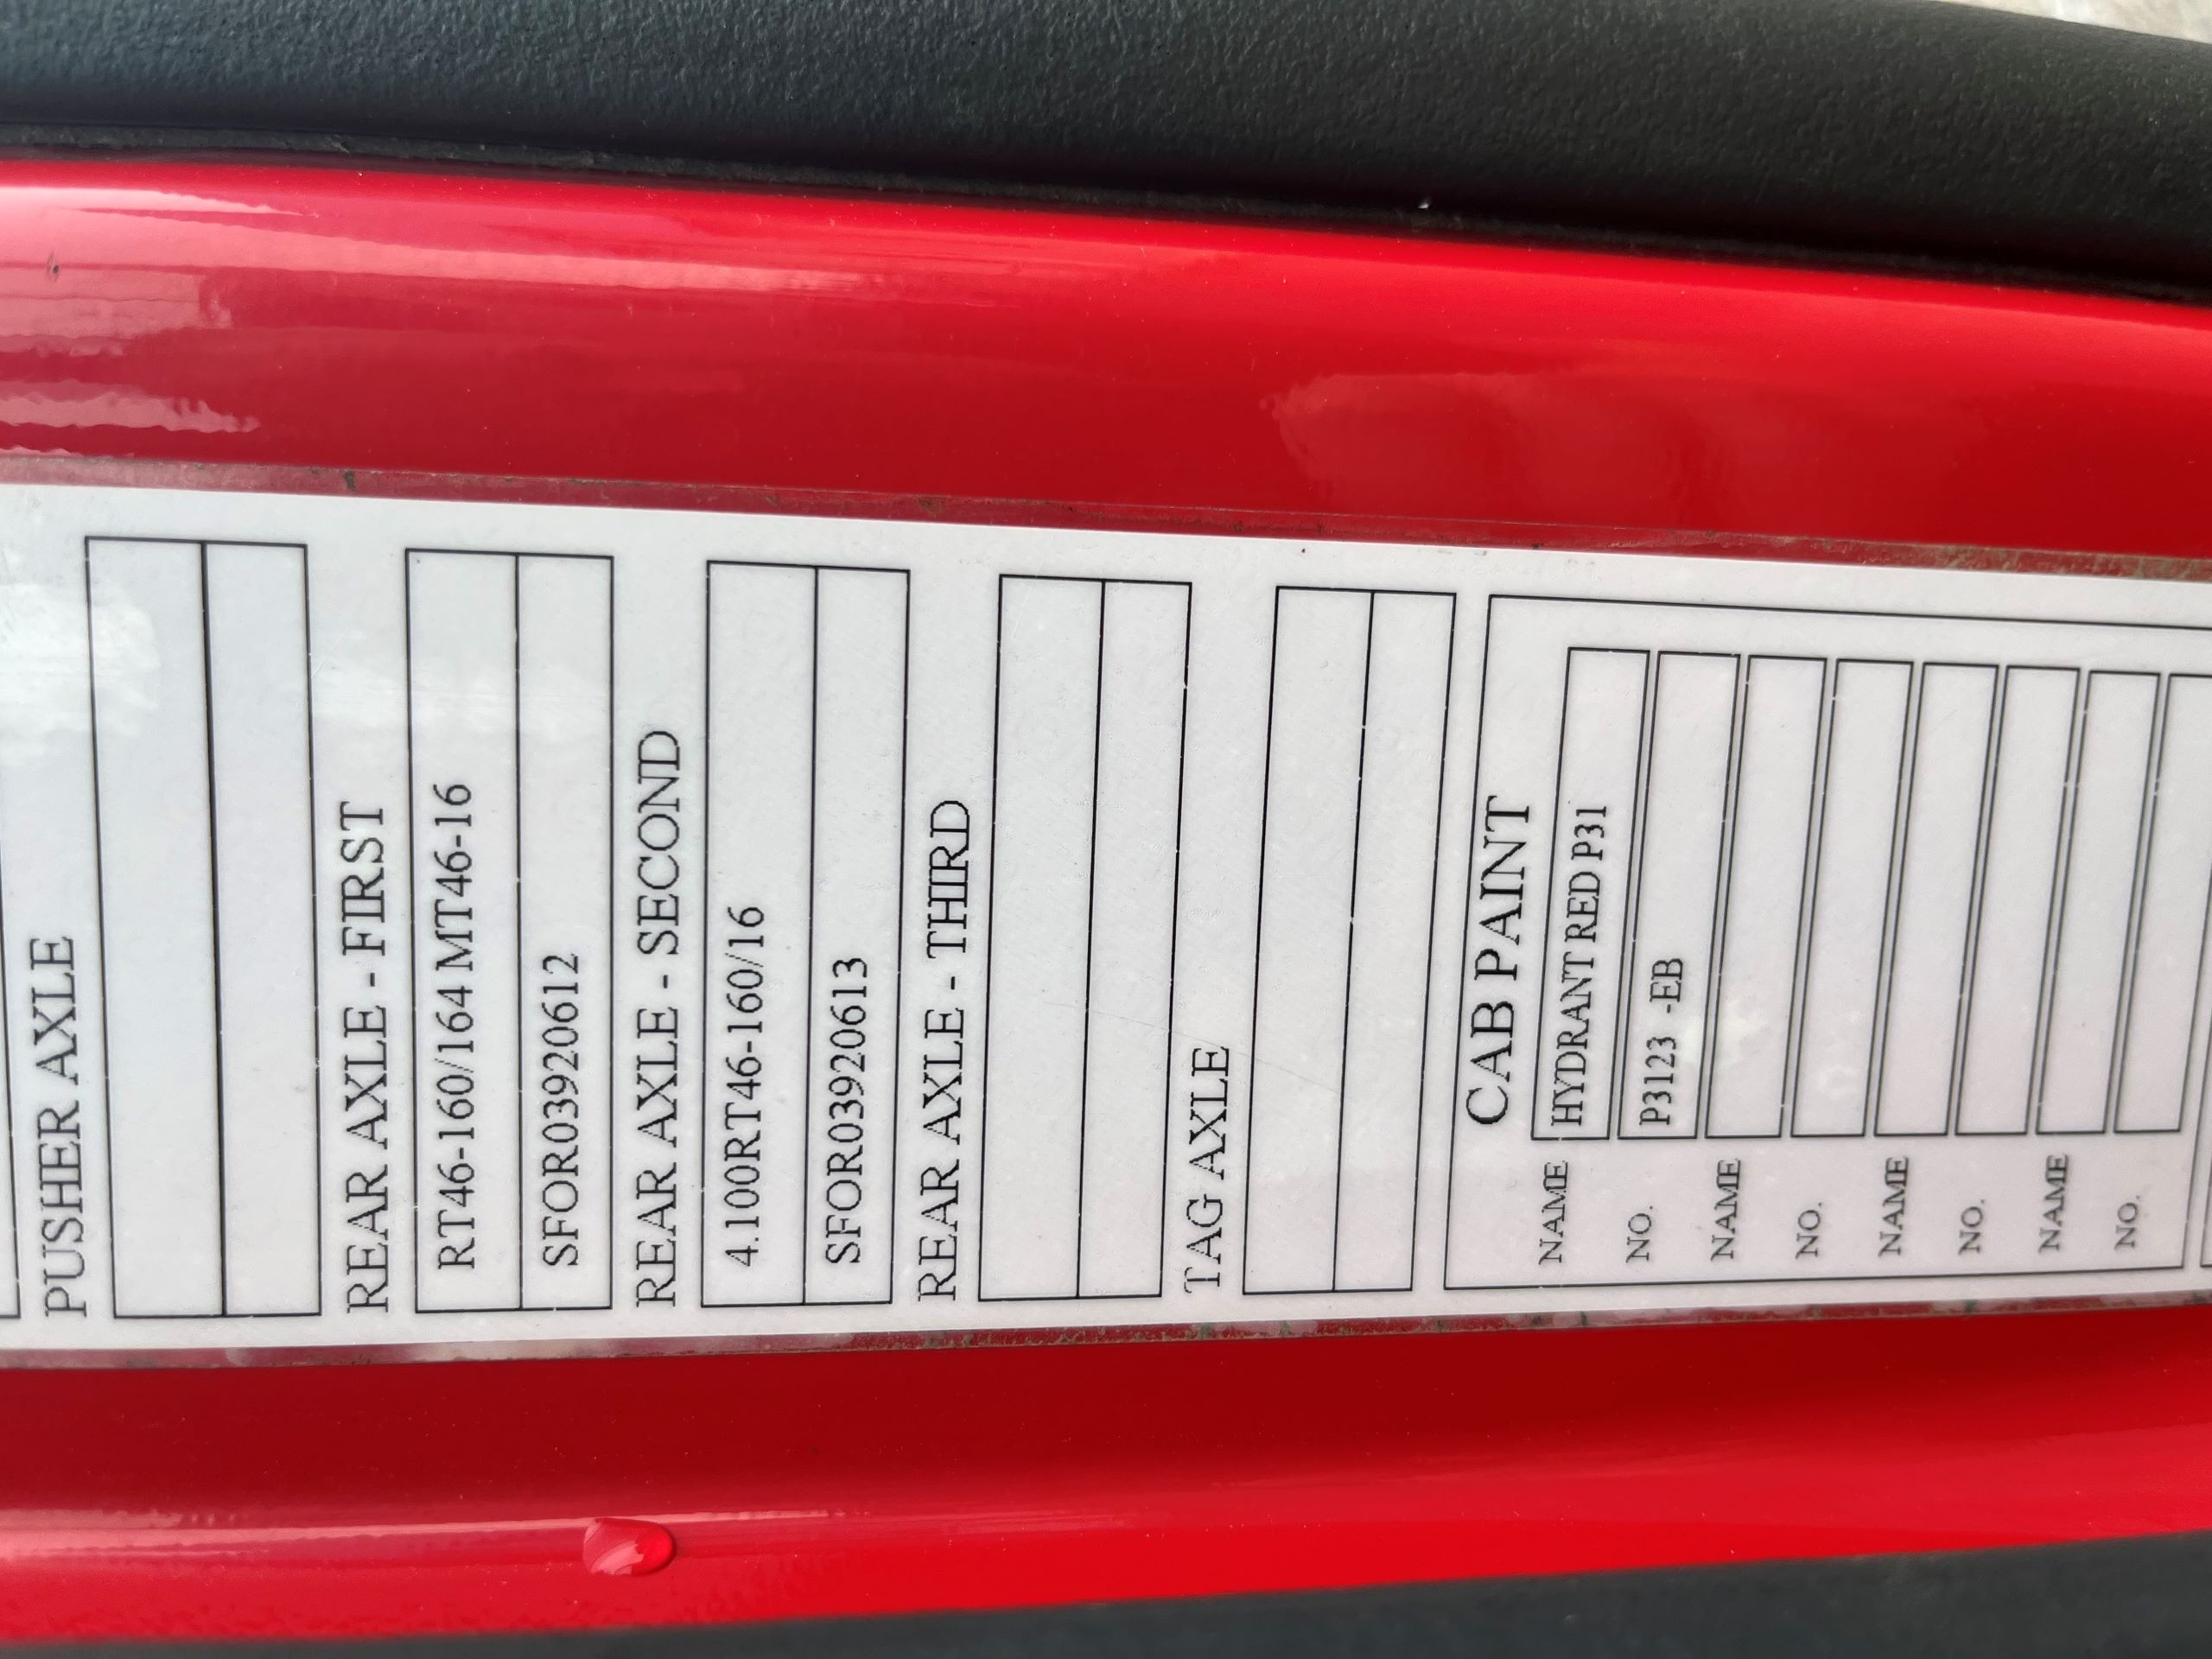 PUSHER AXLE
REAR AXLE - FIRST
RT46-160/164 MT46-16
SFOR03920612
REAR AXLE - SECOND
4.100RT46-160/16
SFOR03920613
REAR AXLE - THIRD
TAG AXLE
CAB PAINT
NAME HYDRANT RED P31
NO. P3123 -EB
NAME
NO.
NAME
NO.
NAME
NO.